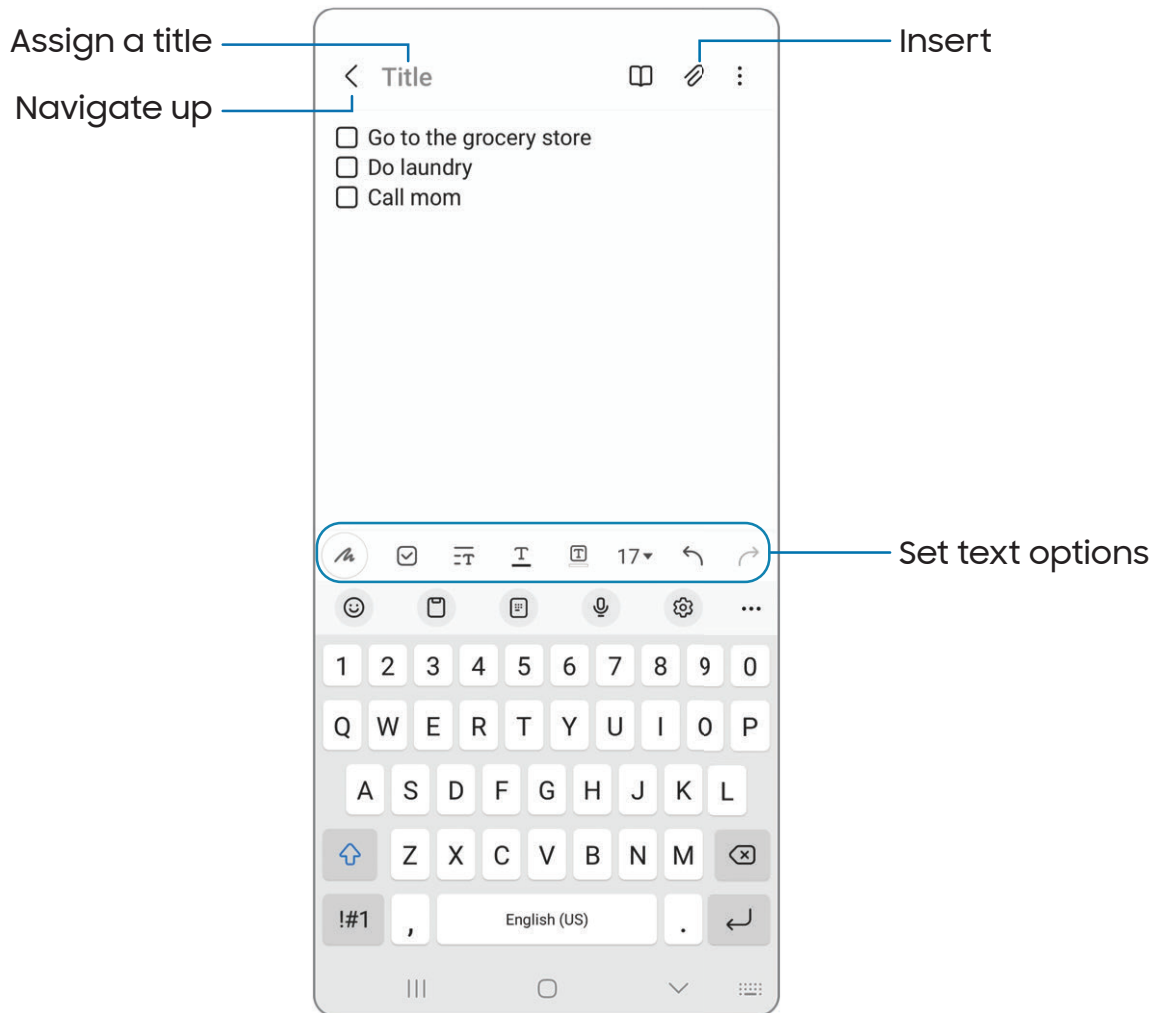 Assign a title
Insert
Title
Navigate up
Go to the grocery store
Do laundry
Call mom
T
T
T
17
Set text options
1 2 3 4 5 6 7 8 9 0
Q W E R T Y U I O P
A S D F G H J K L
Z X C V B N M
!#1 , English (US) .